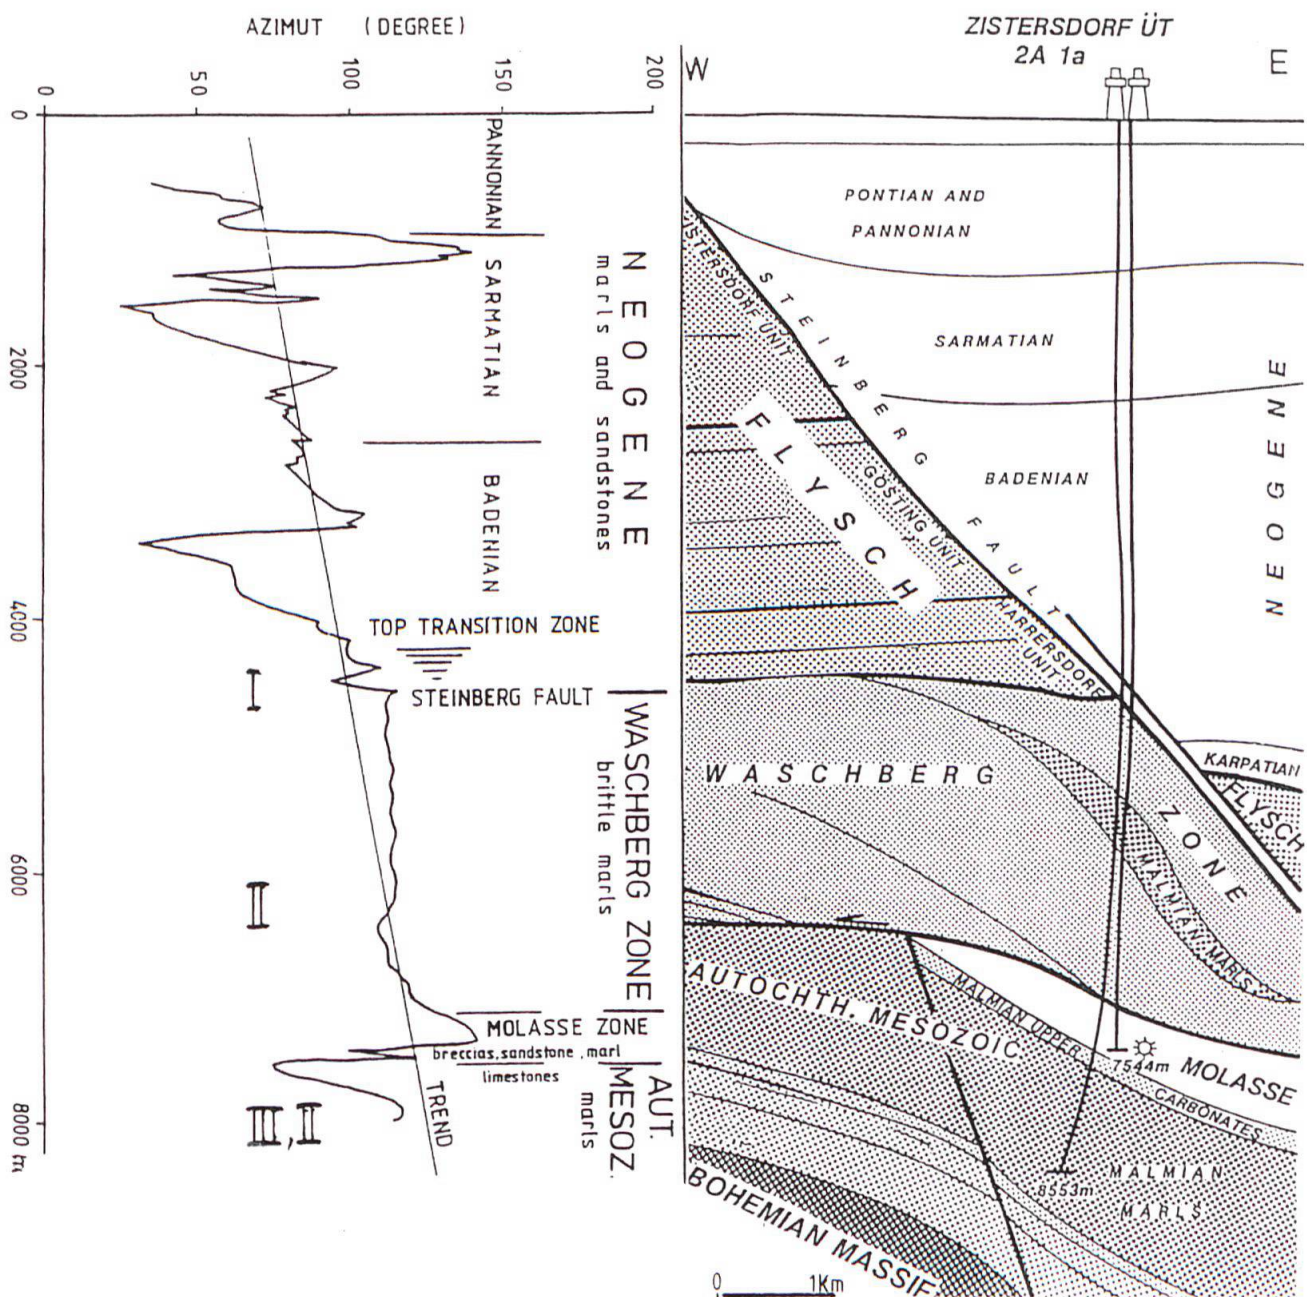 AZIMUT (DEGREE)
0
50
100
150
200
0
2000
4000
6000
8000 m
PANNONIAN
SARMATIAN
BADENIAN
NEOGENE
marls and sandstones
TOP TRANSITION ZONE
STEINBERG FAULT
I
II
III, II
WASCHBERG ZONE
brittle marls
MOLASSE ZONE
breccias, sandstone, marl
limestones
AUT.
MESOZ.
marls
TREND
ZISTERSDORF ÜT
2A 1a
W
E
PONTIAN AND
PANNONIAN
SARMATIAN
BADENIAN
NEOGENE
STEINBERG FAULT
ZISTERSDORF UNIT
FLYSCH
GÖSTING UNIT
HARRERSDORF
UNIT
WASCHBERG ZONE
KARPATIAN
FLYSCH
MALMIAN MARLS
AUTOCHTH. MESOZOIC
MALMIAN UPPER CARBONATES
7544m
MOLASSE
8553m
MALMIAN
MARLS
BOHEMIAN MASSIF
0 1Km